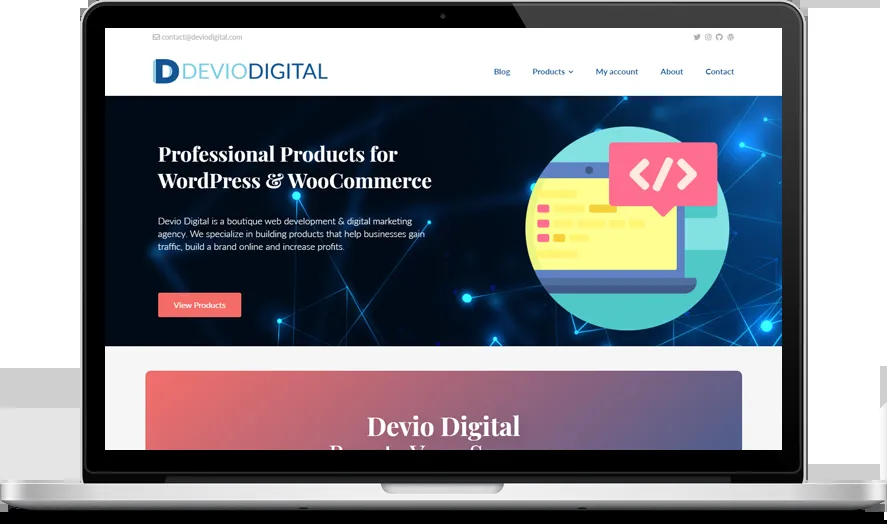 contact@deviodigital.com
DEVIODIGITAL
Blog
Products
My account
About
Contact
Professional Products for
WordPress & WooCommerce
Devio Digital is a boutique web development & digital marketing
agency. We specialize in building products that help businesses gain
traffic, build a brand online and increase profits.
</>
View Products
Devio Digital